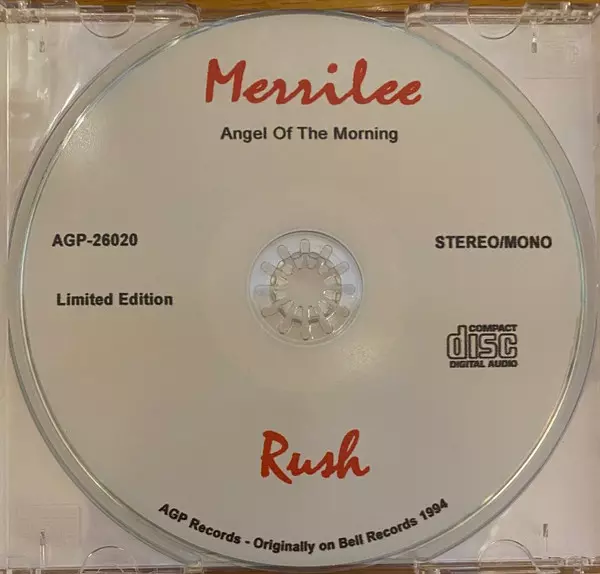 Merrilee
Angel Of The Morning
AGP-26020
STEREO/MONO
Limited Edition
COMPACT
disc
DIGITAL AUDIO
Rush
AGP Records - Originally on Bell Records 1994